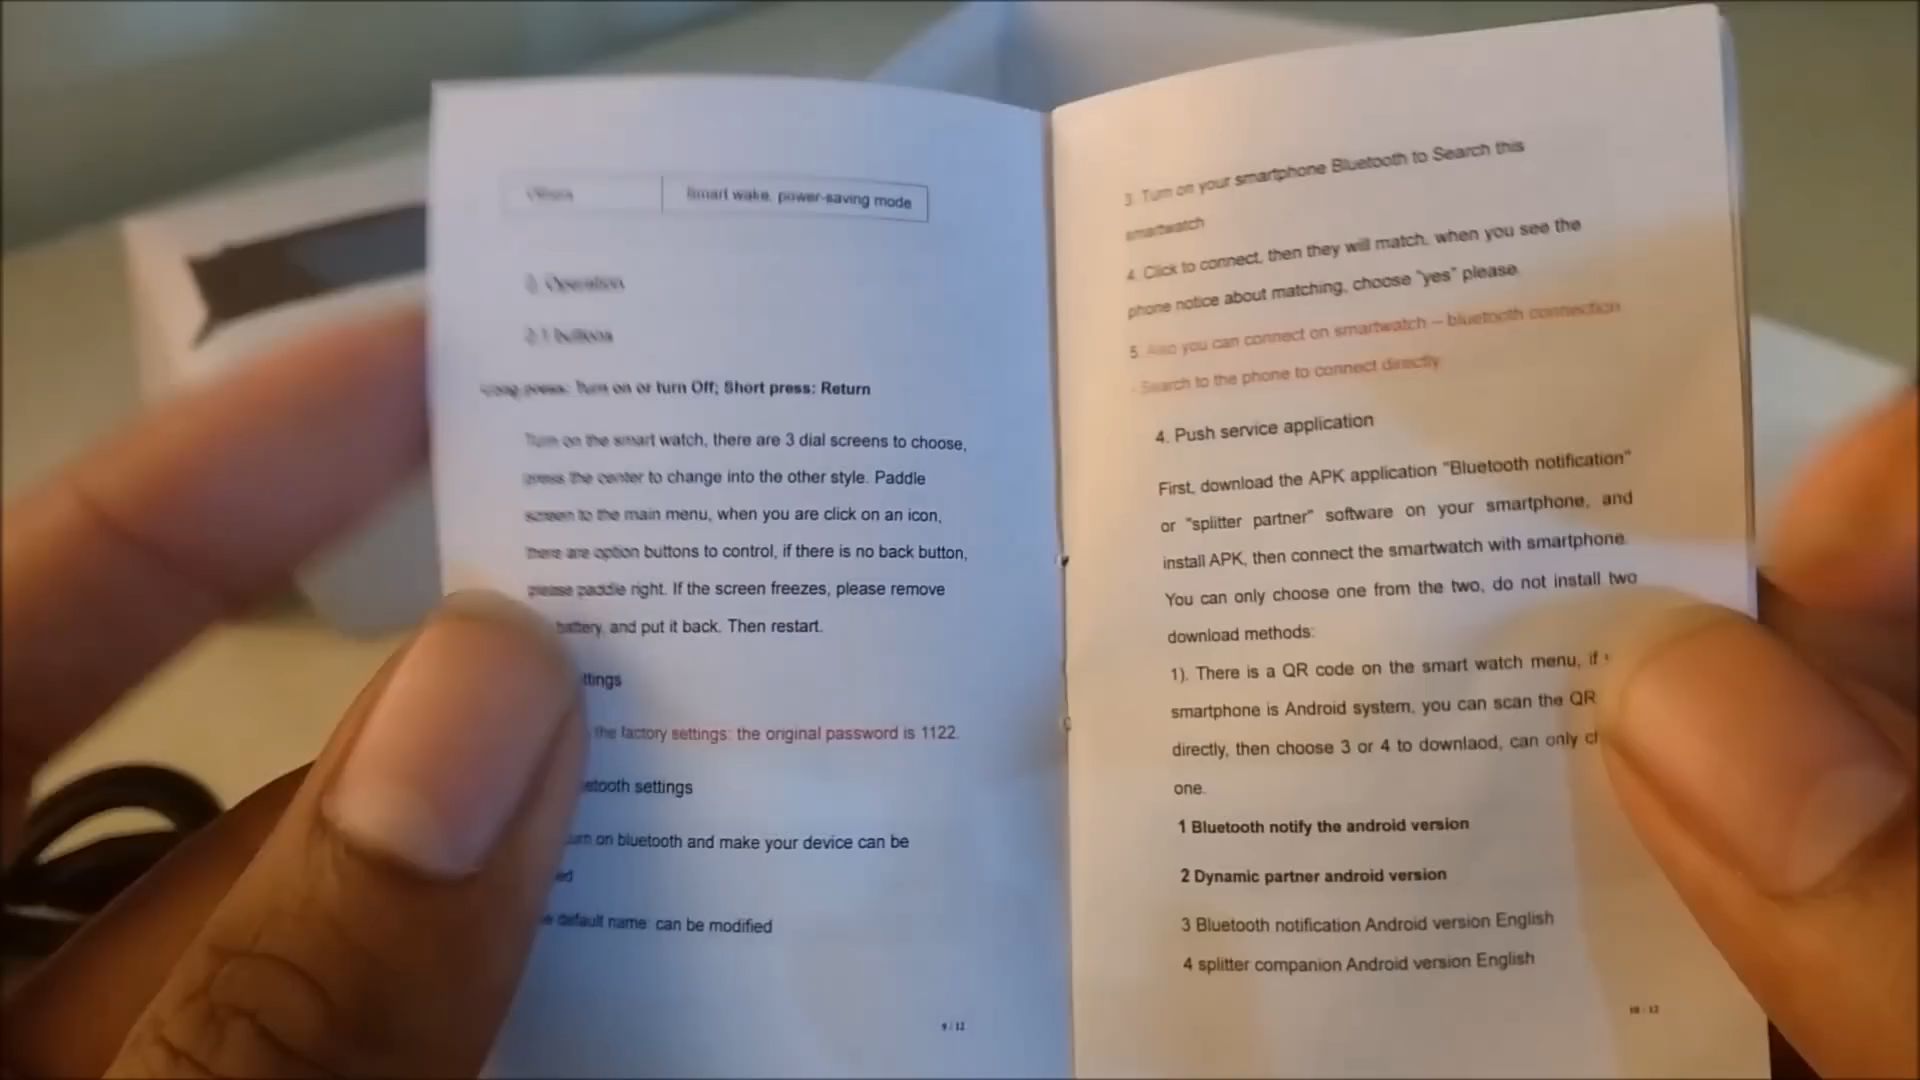 Others
Smart wake, power-saving mode
2. Operation
2.1 buttons
Long press: Turn on or turn Off; Short press: Return
Turn on the smart watch, there are 3 dial screens to choose,
press the center to change into the other style. Paddle
screen to the main menu, when you are click on an icon,
there are option buttons to control, if there is no back button,
please paddle right. If the screen freezes, please remove
battery, and put it back. Then restart.
ttings
the factory settings: the original password is 1122.
etooth settings
urn on bluetooth and make your device can be
ed
default name: can be modified
9 / 12
3. Turn on your smartphone Bluetooth to Search this
smartwatch
4. Click to connect, then they will match, when you see the
phone notice about matching, choose "yes" please.
5. Also you can connect on smartwatch – bluetooth connection
- Search to the phone to connect directly
4. Push service application
First, download the APK application "Bluetooth notification"
or "splitter partner" software on your smartphone, and
install APK, then connect the smartwatch with smartphone.
You can only choose one from the two, do not install two
download methods:
1). There is a QR code on the smart watch menu, if
smartphone is Android system, you can scan the QR
directly, then choose 3 or 4 to downlaod, can only c
one.
1 Bluetooth notify the android version
2 Dynamic partner android version
3 Bluetooth notification Android version English
4 splitter companion Android version English
10 / 12